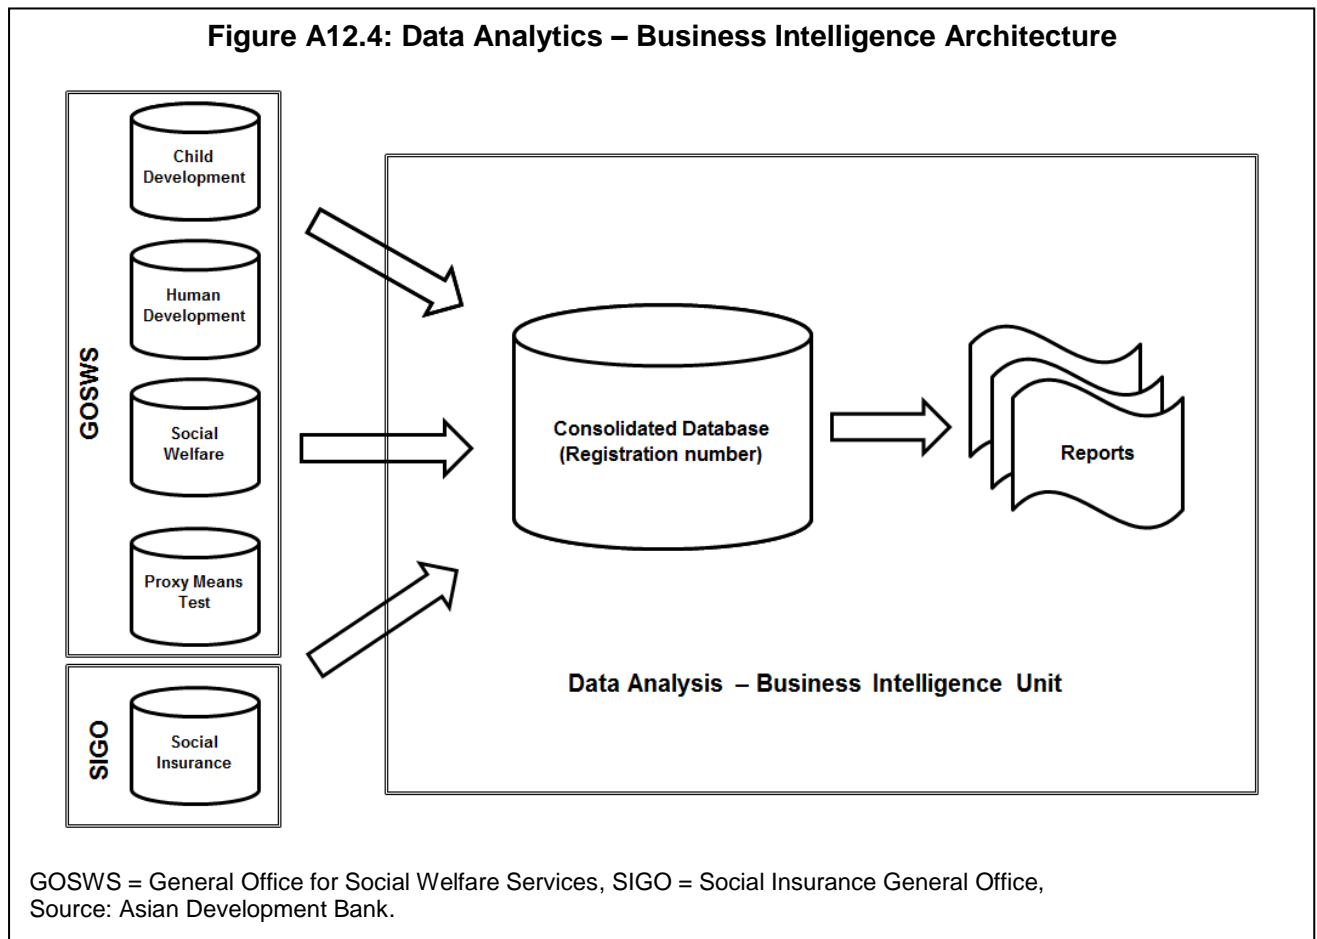 Figure A12.4: Data Analytics – Business Intelligence Architecture
GOSWS
Child
Development
Human
Development
Social
Welfare
Proxy Means
Test
SIGO
Social
Insurance
Consolidated Database
(Registration number)
Reports
Data Analysis – Business Intelligence Unit
GOSWS = General Office for Social Welfare Services, SIGO = Social Insurance General Office,
Source: Asian Development Bank.